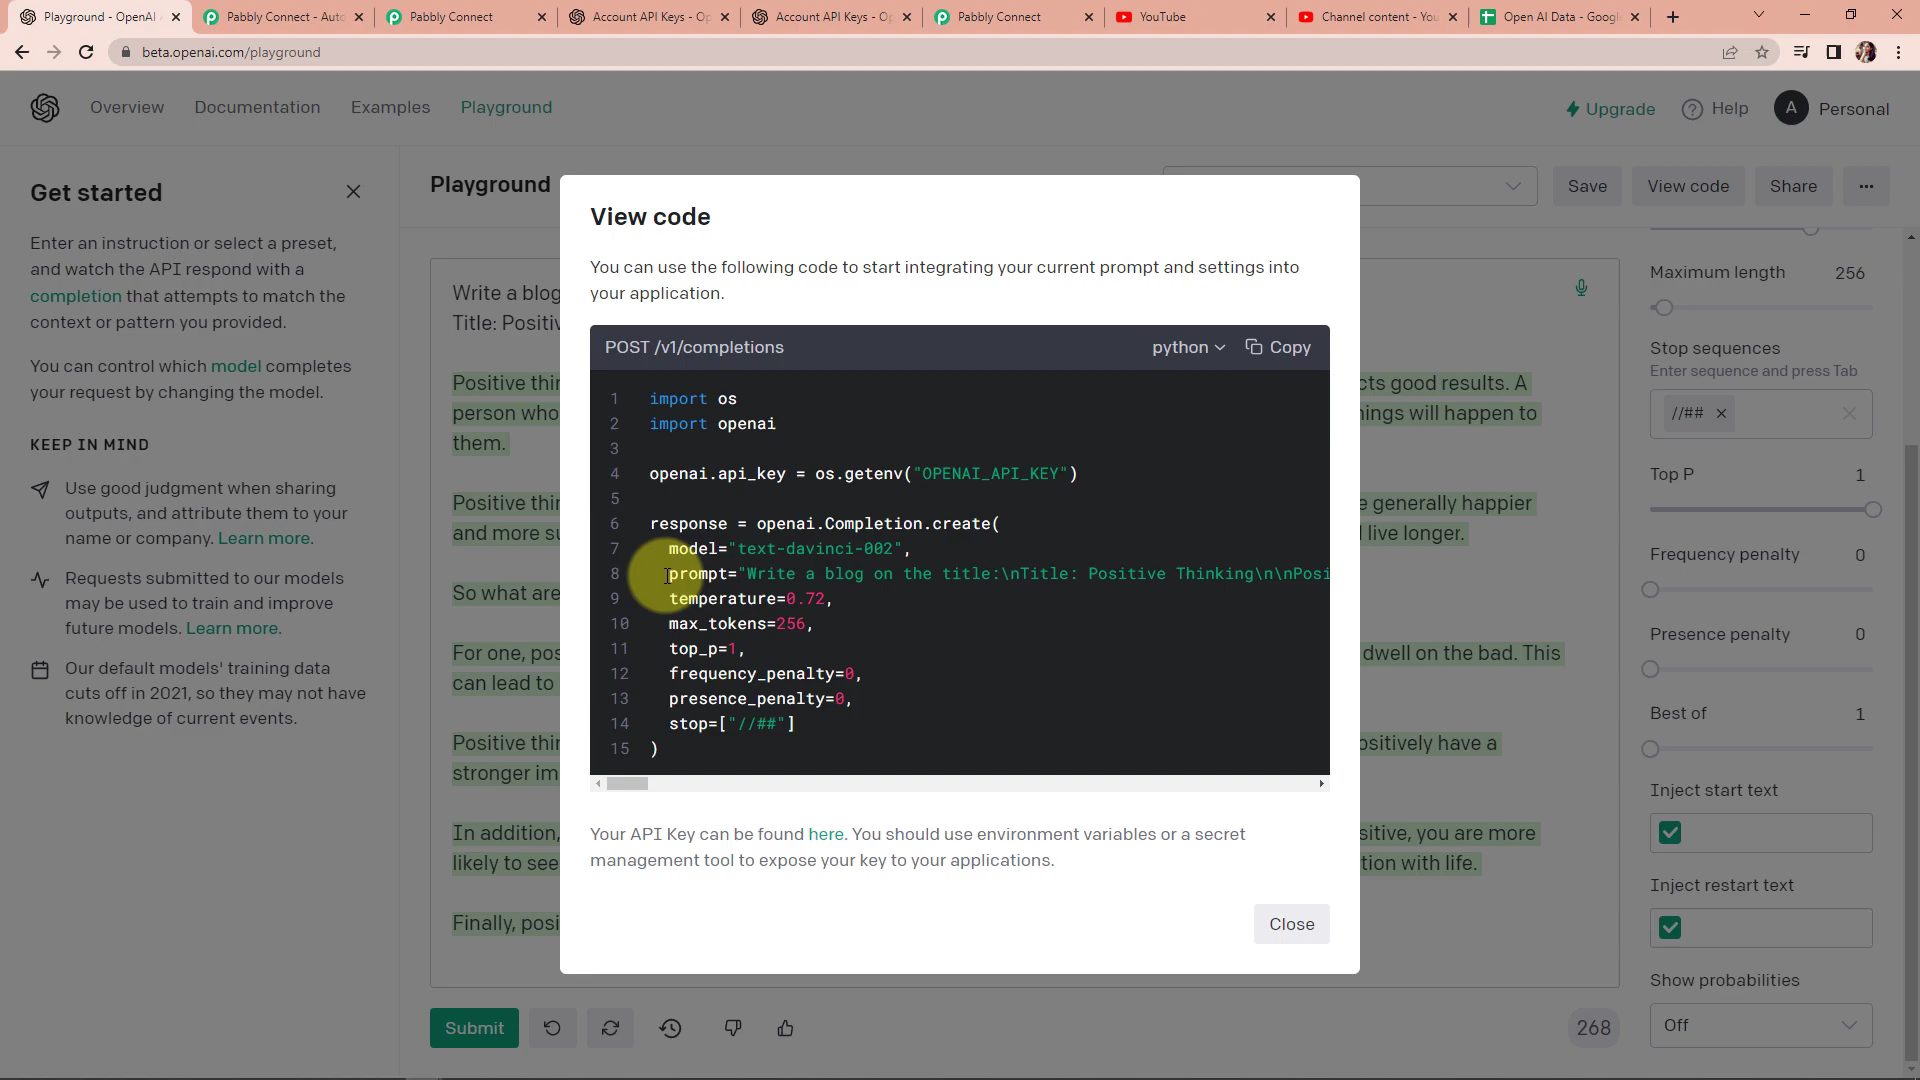 Playground - OpenAI
Pabbly Connect - Auto
Pabbly Connect
Account API Keys - Op
Account API Keys - Op
Pabbly Connect
YouTube
Channel content - You
Open AI Data - Google
beta.openai.com/playground
Overview
Documentation
Examples
Playground
Upgrade
Help
A
Personal
Get started
Enter an instruction or select a preset,
and watch the API respond with a
completion that attempts to match the
context or pattern you provided.
You can control which model completes
your request by changing the model.
KEEP IN MIND
Use good judgment when sharing
outputs, and attribute them to your
name or company. Learn more.
Requests submitted to our models
may be used to train and improve
future models. Learn more.
Our default models' training data
cuts off in 2021, so they may not have
knowledge of current events.
Playground
Save
View code
Share
...
Write a blog
Title: Positiv
Positive thin
cts good results. A
person who
nings will happen to
them.
Positive thin
e generally happier
and more su
live longer.
So what are
For one, pos
dwell on the bad. This
can lead to
Positive thin
ositively have a
stronger im
In addition,
sitive, you are more
likely to see
tion with life.
Finally, posi
View code
You can use the following code to start integrating your current prompt and settings into
your application.
POST /v1/completions
python
Copy
1 import os
2 import openai
3
4 openai.api_key = os.getenv("OPENAI_API_KEY")
5
6 response = openai.Completion.create(
7 model="text-davinci-002",
8 prompt="Write a blog on the title:\nTitle: Positive Thinking\n\nPosi
9 temperature=0.72,
10 max_tokens=256,
11 top_p=1,
12 frequency_penalty=0,
13 presence_penalty=0,
14 stop=["//##"]
15 )
Your API Key can be found here. You should use environment variables or a secret
management tool to expose your key to your applications.
Close
Maximum length 256
Stop sequences
Enter sequence and press Tab
//## ×
Top P 1
Frequency penalty 0
Presence penalty 0
Best of 1
Inject start text
Inject restart text
Show probabilities
Off
Submit
268